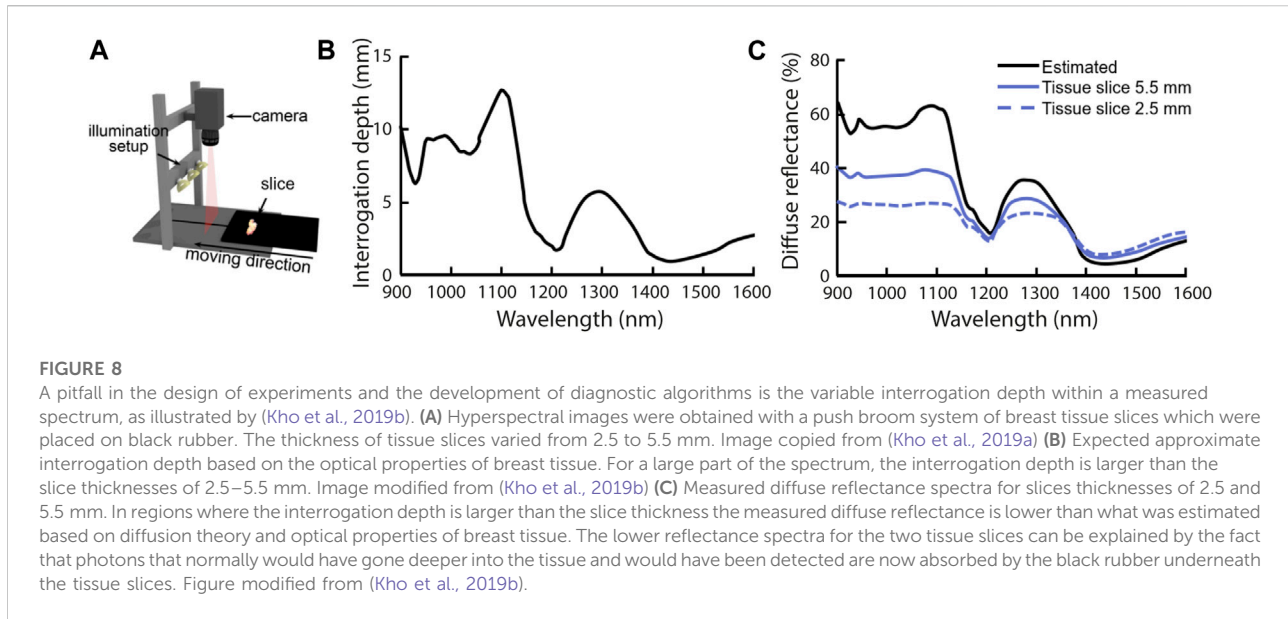 A
camera
illumination
setup
slice
moving direction
B
Interrogation depth (mm)
15
10
5
0
900 1000 1100 1200 1300 1400 1500 1600
Wavelength (nm)
C
Diffuse reflectance (%)
80
60
40
20
0
Estimated
Tissue slice 5.5 mm
Tissue slice 2.5 mm
900 1000 1100 1200 1300 1400 1500 1600
Wavelength (nm)
FIGURE 8
A pitfall in the design of experiments and the development of diagnostic algorithms is the variable interrogation depth within a measured
spectrum, as illustrated by (Kho et al., 2019b). (A) Hyperspectral images were obtained with a push broom system of breast tissue slices which were
placed on black rubber. The thickness of tissue slices varied from 2.5 to 5.5 mm. Image copied from (Kho et al., 2019a) (B) Expected approximate
interrogation depth based on the optical properties of breast tissue. For a large part of the spectrum, the interrogation depth is larger than the
slice thicknesses of 2.5–5.5 mm. Image modified from (Kho et al., 2019b) (C) Measured diffuse reflectance spectra for slices thicknesses of 2.5 and
5.5 mm. In regions where the interrogation depth is larger than the slice thickness the measured diffuse reflectance is lower than what was estimated
based on diffusion theory and optical properties of breast tissue. The lower reflectance spectra for the two tissue slices can be explained by the fact
that photons that normally would have gone deeper into the tissue and would have been detected are now absorbed by the black rubber underneath
the tissue slices. Figure modified from (Kho et al., 2019b).